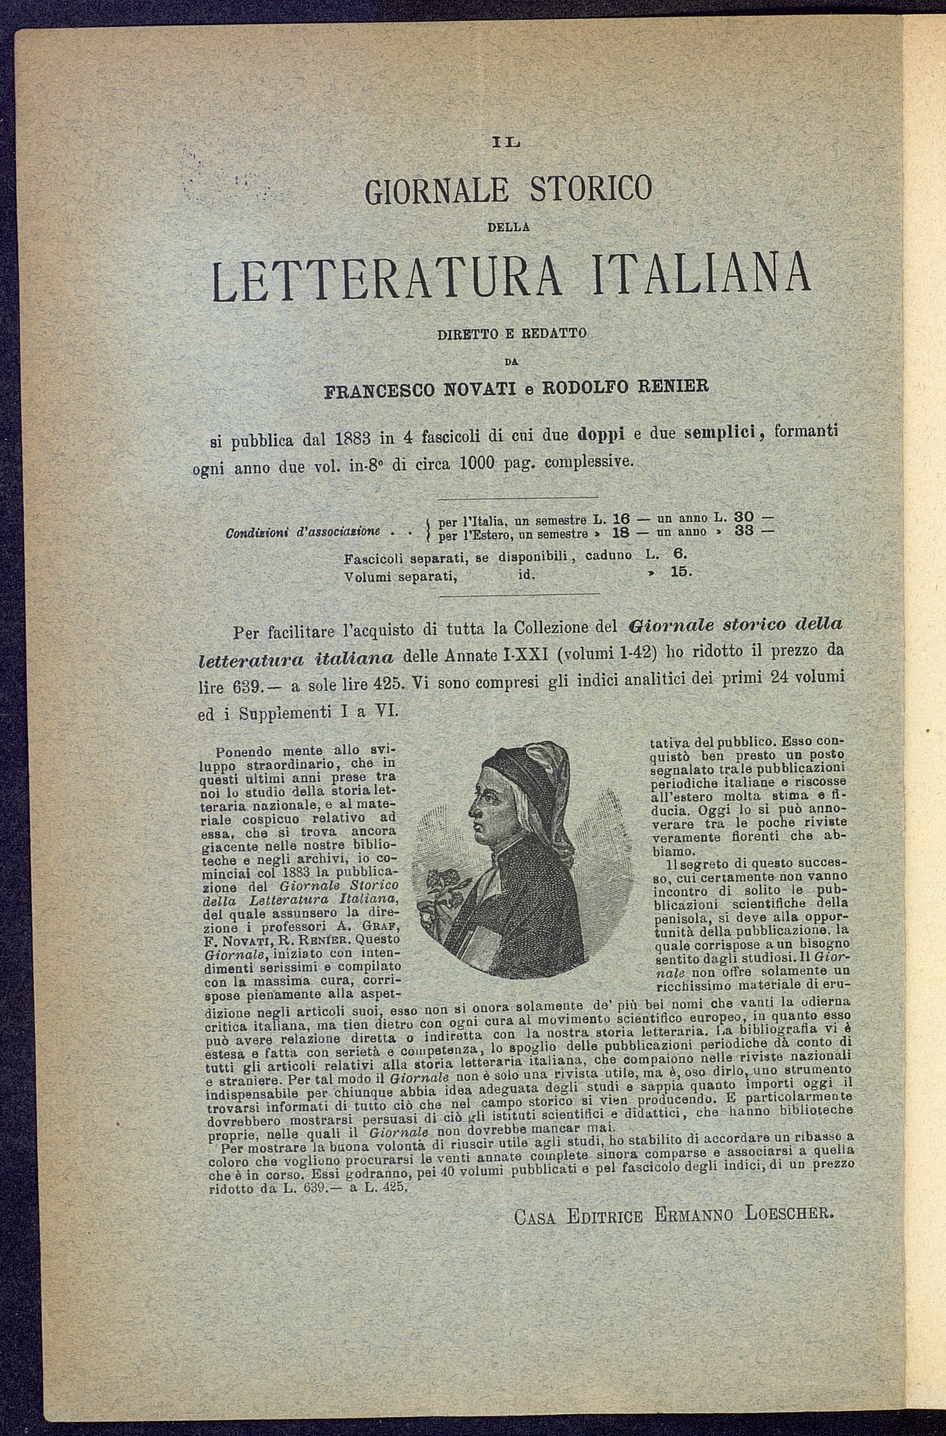 IL
GIORNALE STORICO
DELLA
LETTERATURA ITALIANA
DIRETTO E REDATTO
DA
FRANCESCO NOVATI e RODOLFO RENIER
si pubblica dal 1883 in 4 fascicoli di cui due doppi e due semplici, formanti
ogni anno due vol. in-8º di circa 1000 pag. complessive.
Condizioni d'associazione . . { per l'Italia, un semestre L. 16 — un anno L. 30 —
} per l'Estero, un semestre » 18 — un anno » 33 —
Fascicoli separati, se disponibili, caduno L. 6.
Volumi separati, id. » 15.
Per facilitare l'acquisto di tutta la Collezione del Giornale storico della
letteratura italiana delle Annate I-XXI (volumi 1-42) ho ridotto il prezzo da
lire 639.— a sole lire 425. Vi sono compresi gli indici analitici dei primi 24 volumi
ed i Supplementi I a VI.
Ponendo mente allo svi-
luppo straordinario, che in
questi ultimi anni prese tra
noi lo studio della storia let-
teraria nazionale, e al mate-
riale cospicuo relativo ad
essa, che si trova ancora
giacente nelle nostre biblio-
teche e negli archivi, io co-
minciai col 1883 la pubblica-
zione del Giornale Storico
della Letteratura Italiana,
del quale assunsero la dire-
zione i professori A. GRAF,
F. NOVATI, R. RENIER. Questo
Giornale, iniziato con inten-
dimenti serissimi e compilato
con la massima cura, corri-
spose pienamente alla aspet-
tativa del pubblico. Esso con-
quistò ben presto un posto
segnalato tra le pubblicazioni
periodiche italiane e riscosse
all'estero molta stima e fi-
ducia. Oggi lo si può anno-
verare tra le poche riviste
veramente fiorenti che ab-
biamo.
Il segreto di questo succes-
so, cui certamente non vanno
incontro di solito le pub-
blicazioni scientifiche della
penisola, si deve alla oppor-
tunità della pubblicazione, la
quale corrispose a un bisogno
sentito dagli studiosi. Il Gior-
nale non offre solamente un
ricchissimo materiale di eru-
dizione negli articoli suoi, esso non si onora solamente de' più bei nomi che vanti la odierna
critica italiana, ma tien dietro con ogni cura al movimento scientifico europeo, in quanto esso
può avere relazione diretta o indiretta con la nostra storia letteraria. La bibliografia vi è
estesa e fatta con serietà e competenza, lo spoglio delle pubblicazioni periodiche dà conto di
tutti gli articoli relativi alla storia letteraria italiana, che compaiono nelle riviste nazionali
e straniere. Per tal modo il Giornale non è solo una rivista utile, ma è, oso dirlo, uno strumento
indispensabile per chiunque abbia idea adeguata degli studi e sappia quanto importi oggi il
trovarsi informati di tutto ciò che nel campo storico si vien producendo. E particolarmente
dovrebbero mostrarsi persuasi di ciò gli istituti scientifici e didattici, che hanno biblioteche
proprie, nelle quali il Giornale non dovrebbe mancar mai.
Per mostrare la buona volontà di riuscir utile agli studi, ho stabilito di accordare un ribasso a
coloro che vogliono procurarsi le venti annate complete sinora comparse e associarsi a quella
che è in corso. Essi godranno, pei 40 volumi pubblicati e pel fascicolo degli indici, di un prezzo
ridotto da L. 639.— a L. 425.
CASA EDITRICE ERMANNO LOESCHER.